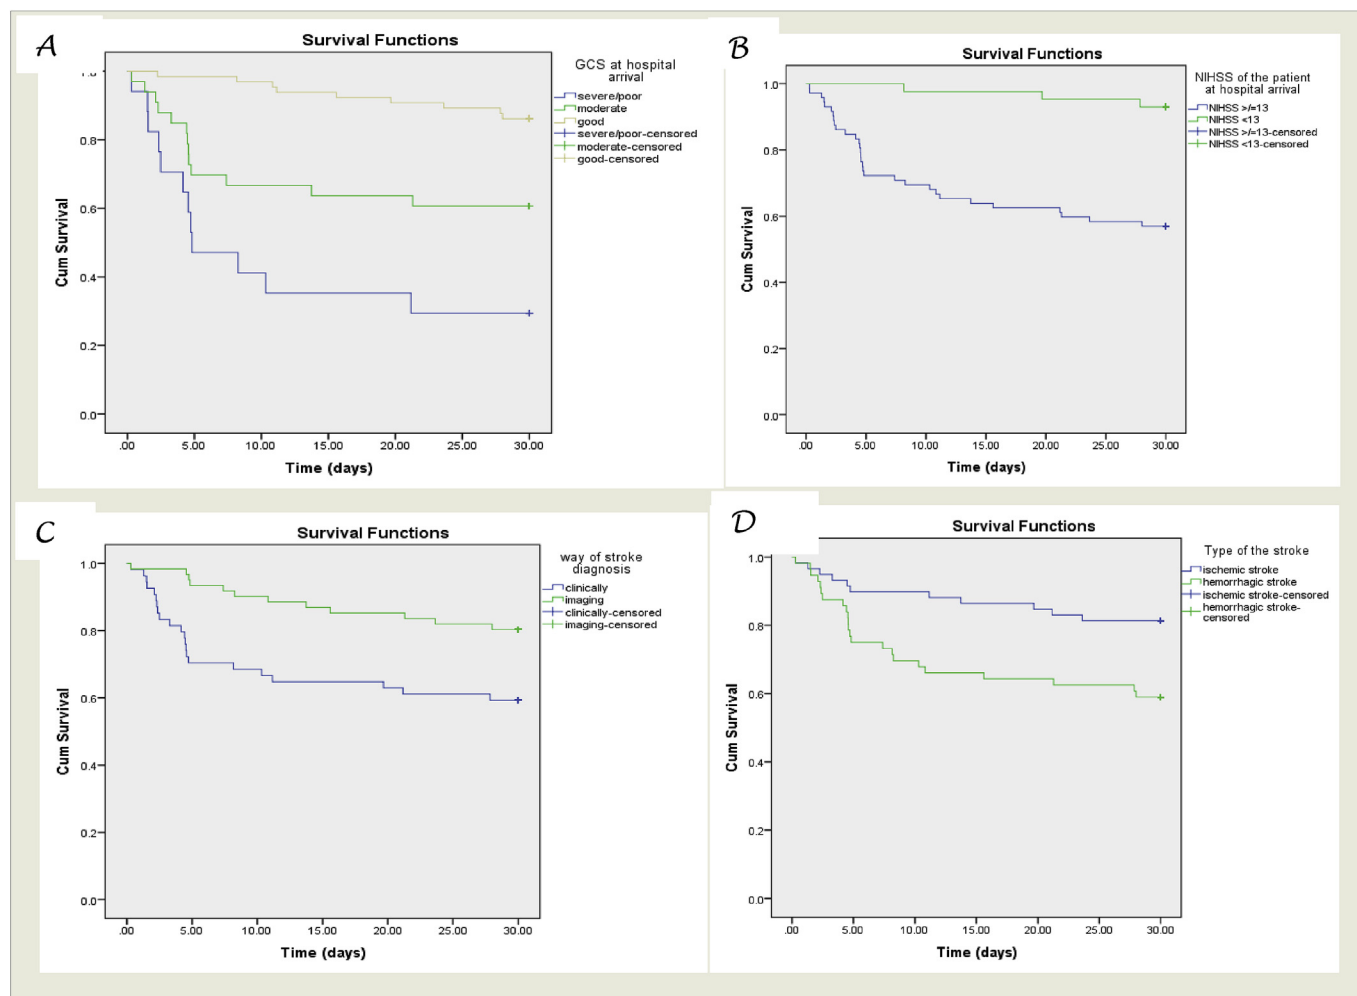 A
Survival Functions
GCS at hospital
arrival
severe/poor
moderate
good
severe/poor-censored
moderate-censored
good-censored
Cum Survival
1.0
0.8
0.6
0.4
0.2
0.0
.00 5.00 10.00 15.00 20.00 25.00 30.00
Time (days)
B
Survival Functions
NIHSS of the patient
at hospital arrival
NIHSS >/=13
NIHSS <13
NIHSS >/=13-censored
NIHSS <13-censored
Cum Survival
1.0
0.8
0.6
0.4
0.2
0.0
.00 5.00 10.00 15.00 20.00 25.00 30.00
Time (days)
C
Survival Functions
way of stroke
diagnosis
clinically
imaging
clinically-censored
imaging-censored
Cum Survival
1.0
0.8
0.6
0.4
0.2
0.0
.00 5.00 10.00 15.00 20.00 25.00 30.00
Time (days)
D
Survival Functions
Type of the stroke
ischemic stroke
hemorrhagic stroke
ischemic stroke-censored
hemorrhagic stroke-
censored
Cum Survival
1.0
0.8
0.6
0.4
0.2
0.0
.00 5.00 10.00 15.00 20.00 25.00 30.00
Time (days)